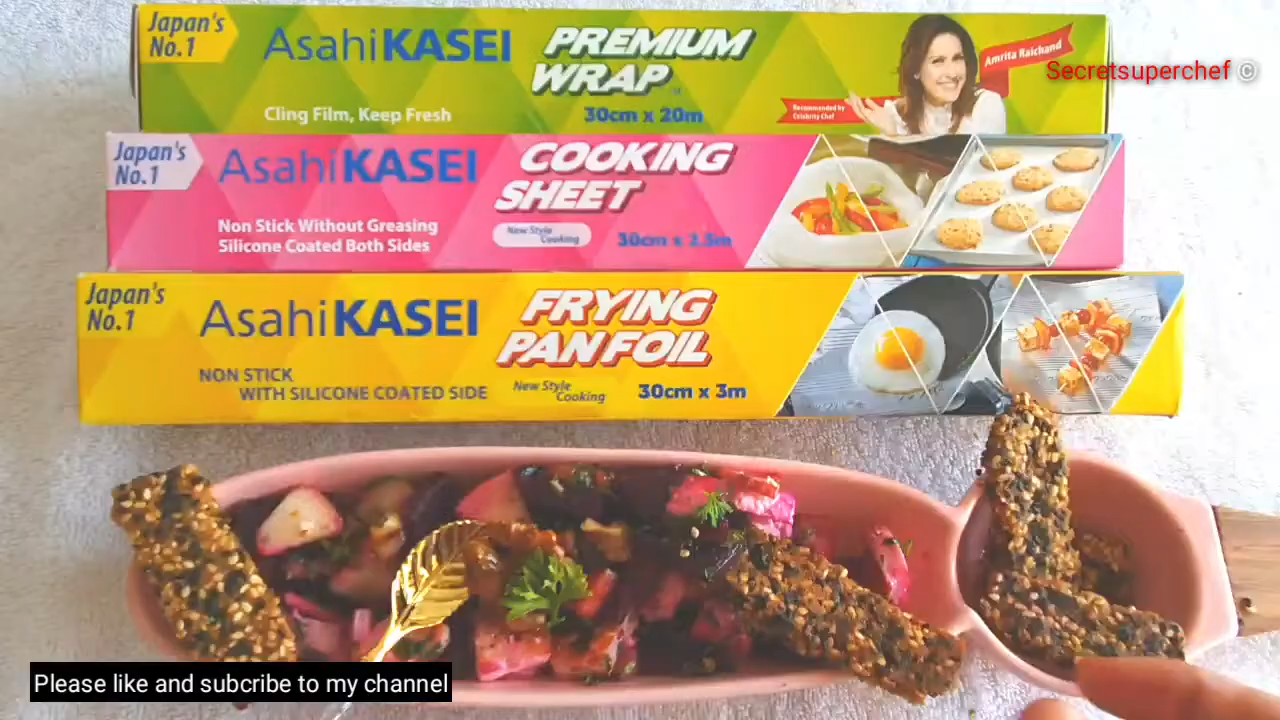 Japan's
No.1
AsahiKASEI
PREMIUM
WRAP
Cling Film, Keep Fresh
30cm x 20m
Recommended by
Celebrity Chef
Amrita Raichand
Secretsuperchef ©
Japan's
No.1
AsahiKASEI
COOKING
SHEET
Non Stick Without Greasing
Silicone Coated Both Sides
New Style
Cooking
30cm x 2.5m
Japan's
No.1
AsahiKASEI
FRYING
PAN FOIL
NON STICK
WITH SILICONE COATED SIDE
New Style
Cooking
30cm x 3m
Please like and subcribe to my channel